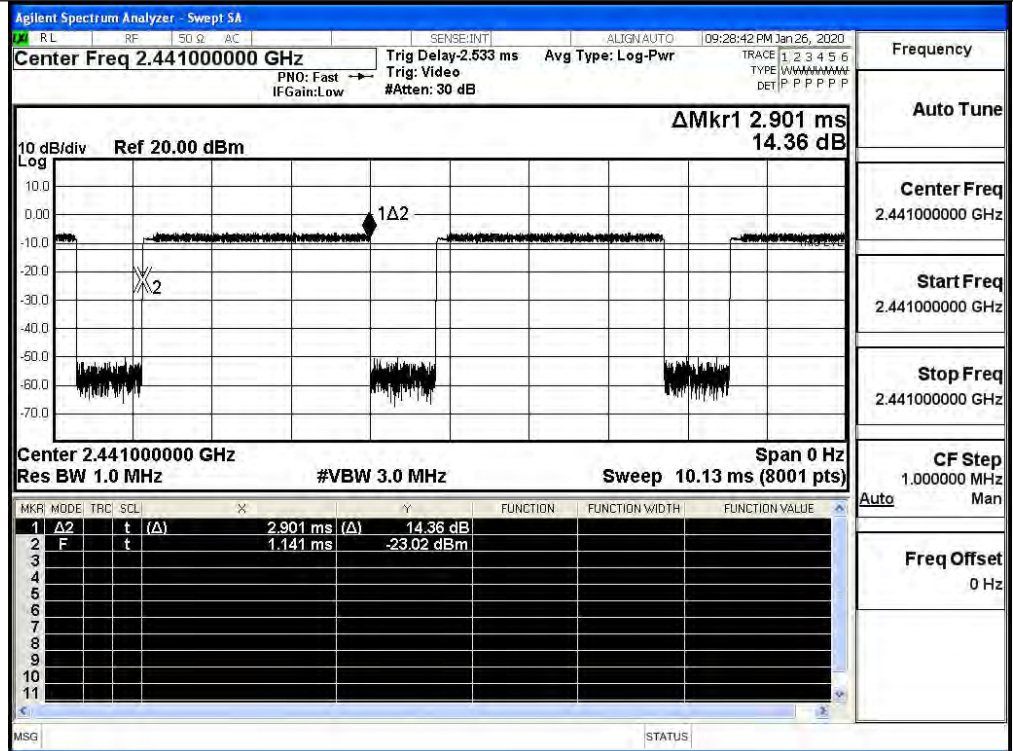 Agilent Spectrum Analyzer - Swept SA
RL RF 50 Ω AC SENSE:INT ALIGN AUTO 09:28:42 PM Jan 26, 2020
Center Freq 2.441000000 GHz
PNO: Fast
IFGain:Low
Trig Delay-2.533 ms
Trig: Video
#Atten: 30 dB
Avg Type: Log-Pwr
TRACE 1 2 3 4 5 6
TYPE WWWWWW
DET P P P P P P
ΔMkr1 2.901 ms
14.36 dB
10 dB/div Ref 20.00 dBm
Log
10.0
0.00
-10.0
-20.0
-30.0
-40.0
-50.0
-60.0
-70.0
1Δ2
2
Center 2.441000000 GHz Span 0 Hz
Res BW 1.0 MHz #VBW 3.0 MHz Sweep 10.13 ms (8001 pts)
MKR MODE TRC SCL X Y FUNCTION FUNCTION WIDTH FUNCTION VALUE
1 Δ2 t (Δ) 2.901 ms (Δ) 14.36 dB
2 F t 1.141 ms -23.02 dBm
3
4
5
6
7
8
9
10
11
MSG STATUS
Frequency
Auto Tune
Center Freq
2.441000000 GHz
Start Freq
2.441000000 GHz
Stop Freq
2.441000000 GHz
CF Step
1.000000 MHz
Auto Man
Freq Offset
0 Hz